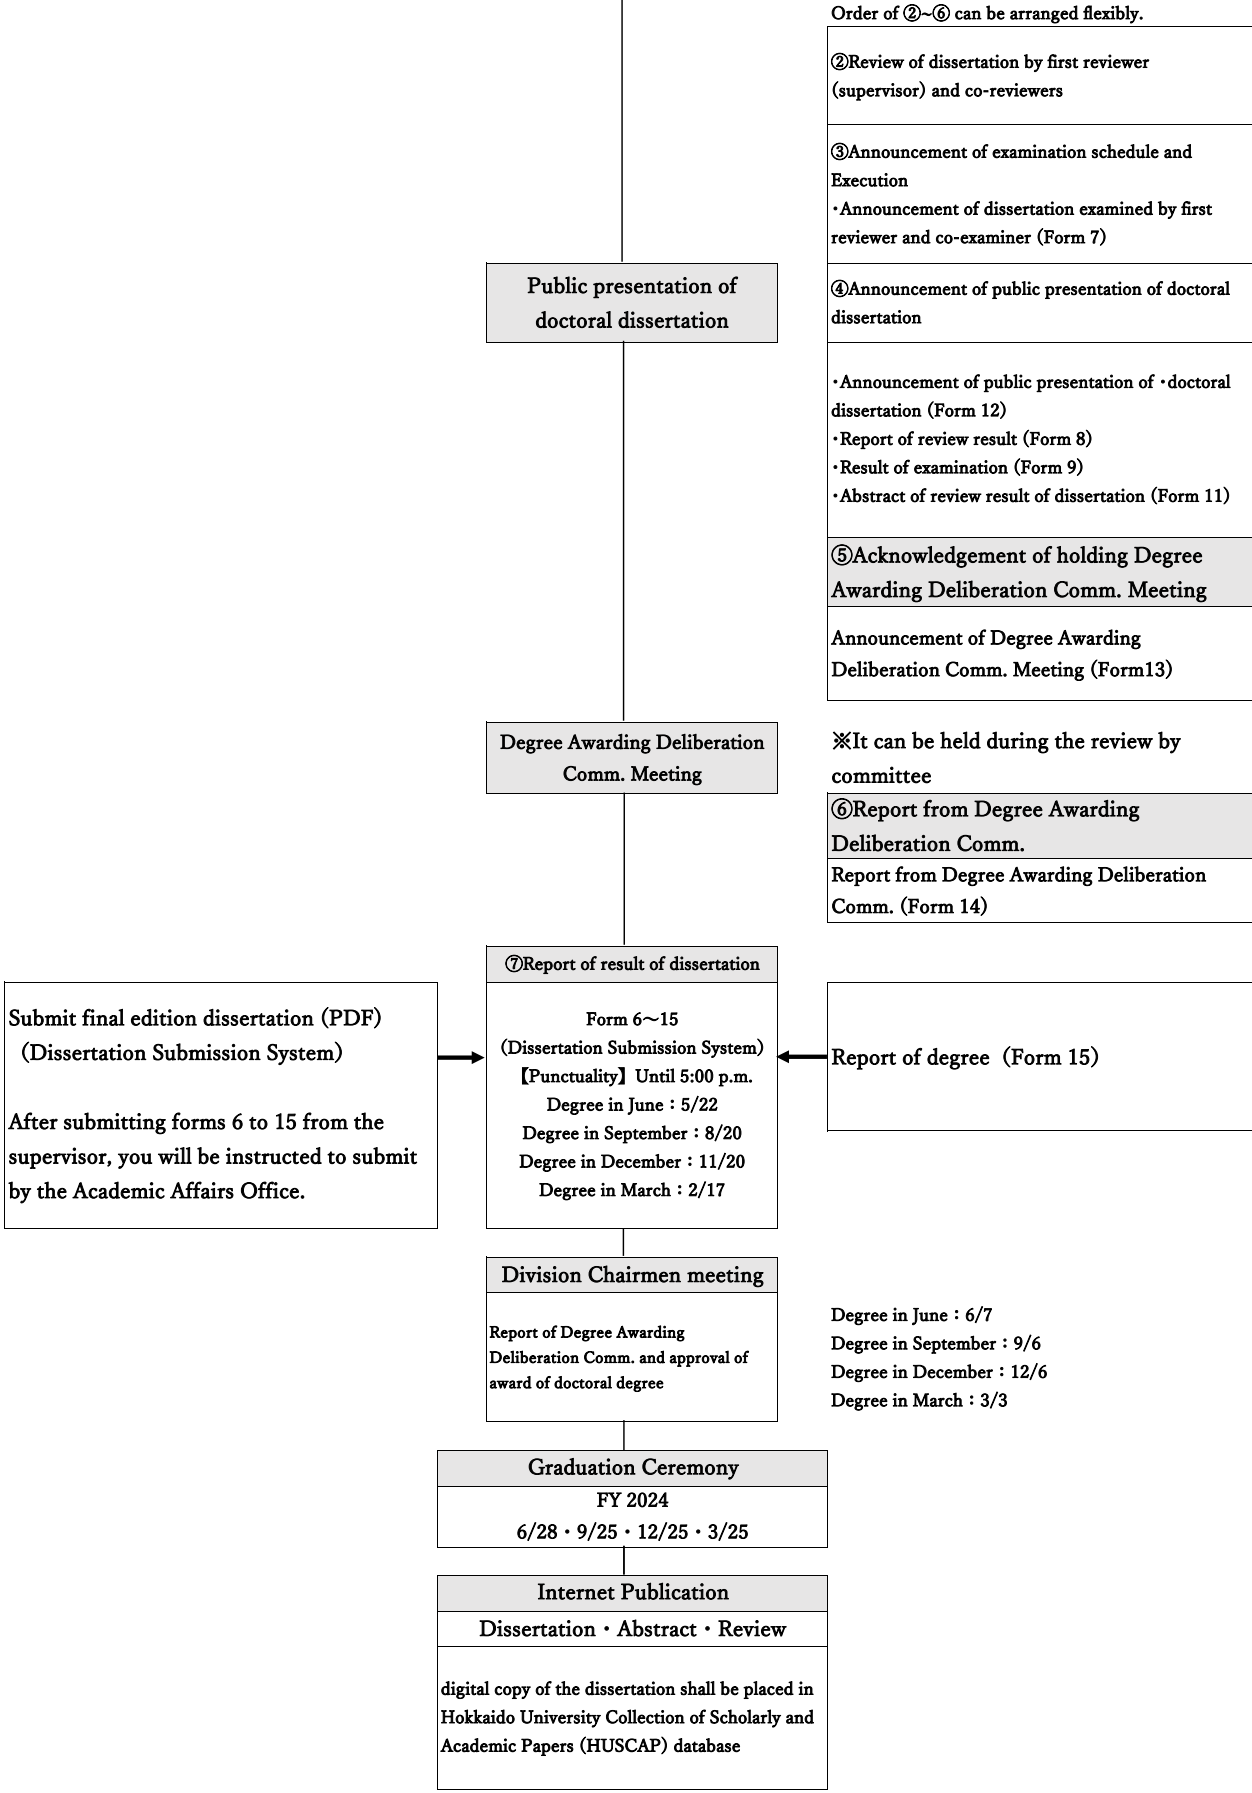 Order of ②~⑥ can be arranged flexibly.
②Review of dissertation by first reviewer
(supervisor) and co-reviewers
③Announcement of examination schedule and
Execution
・Announcement of dissertation examined by first
reviewer and co-examiner (Form 7)
Public presentation of
doctoral dissertation
④Announcement of public presentation of doctoral
dissertation
・Announcement of public presentation of ・doctoral
dissertation (Form 12)
・Report of review result (Form 8)
・Result of examination (Form 9)
・Abstract of review result of dissertation (Form 11)
⑤Acknowledgement of holding Degree
Awarding Deliberation Comm. Meeting
Announcement of Degree Awarding
Deliberation Comm. Meeting (Form13)
Degree Awarding Deliberation
Comm. Meeting
※It can be held during the review by
committee
⑥Report from Degree Awarding
Deliberation Comm.
Report from Degree Awarding Deliberation
Comm. (Form 14)
⑦Report of result of dissertation
Submit final edition dissertation (PDF)
（Dissertation Submission System）
After submitting forms 6 to 15 from the
supervisor, you will be instructed to submit
by the Academic Affairs Office.
Form 6～15
(Dissertation Submission System)
【Punctuality】Until 5:00 p.m.
Degree in June：5/22
Degree in September：8/20
Degree in December：11/20
Degree in March：2/17
Report of degree（Form 15）
Division Chairmen meeting
Report of Degree Awarding
Deliberation Comm. and approval of
award of doctoral degree
Degree in June：6/7
Degree in September：9/6
Degree in December：12/6
Degree in March：3/3
Graduation Ceremony
FY 2024
6/28・9/25・12/25・3/25
Internet Publication
Dissertation・Abstract・Review
digital copy of the dissertation shall be placed in
Hokkaido University Collection of Scholarly and
Academic Papers (HUSCAP) database